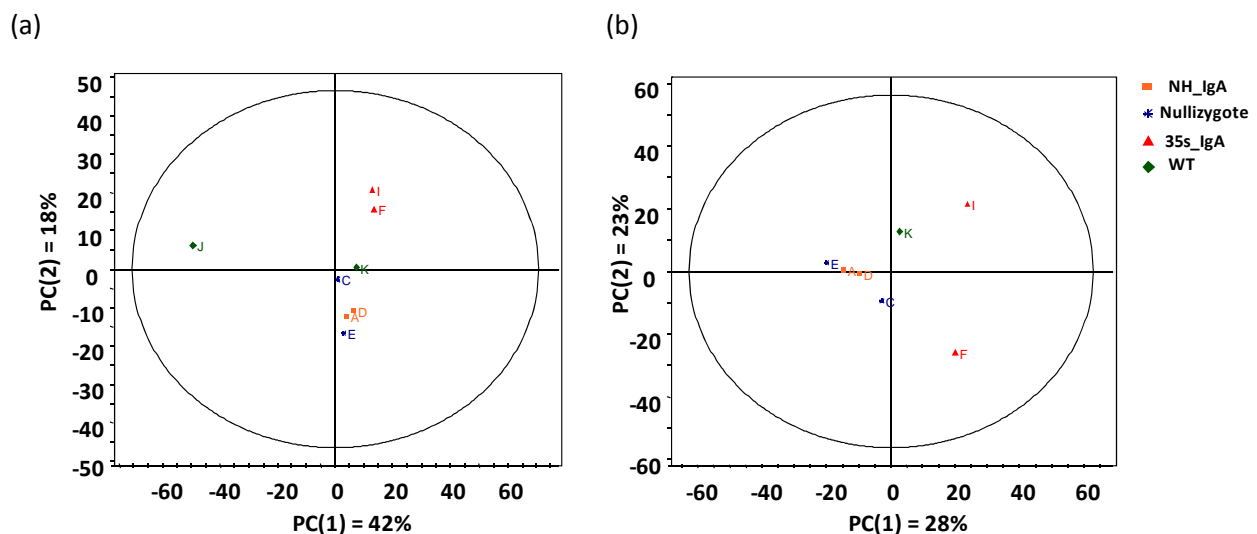 (a)
(b)
50
40
30
20
10
0
-10
-20
-30
-40
-50
PC(2) = 18%
I
F
J
K
C
D
A
E
-60
-40
-20
0
20
40
60
PC(1) = 42%
60
40
20
0
-20
-40
-60
PC(2) = 23%
I
K
E
A
D
C
F
-60
-40
-20
0
20
40
60
PC(1) = 28%
NH_IgA
Nullizygote
35s_IgA
WT